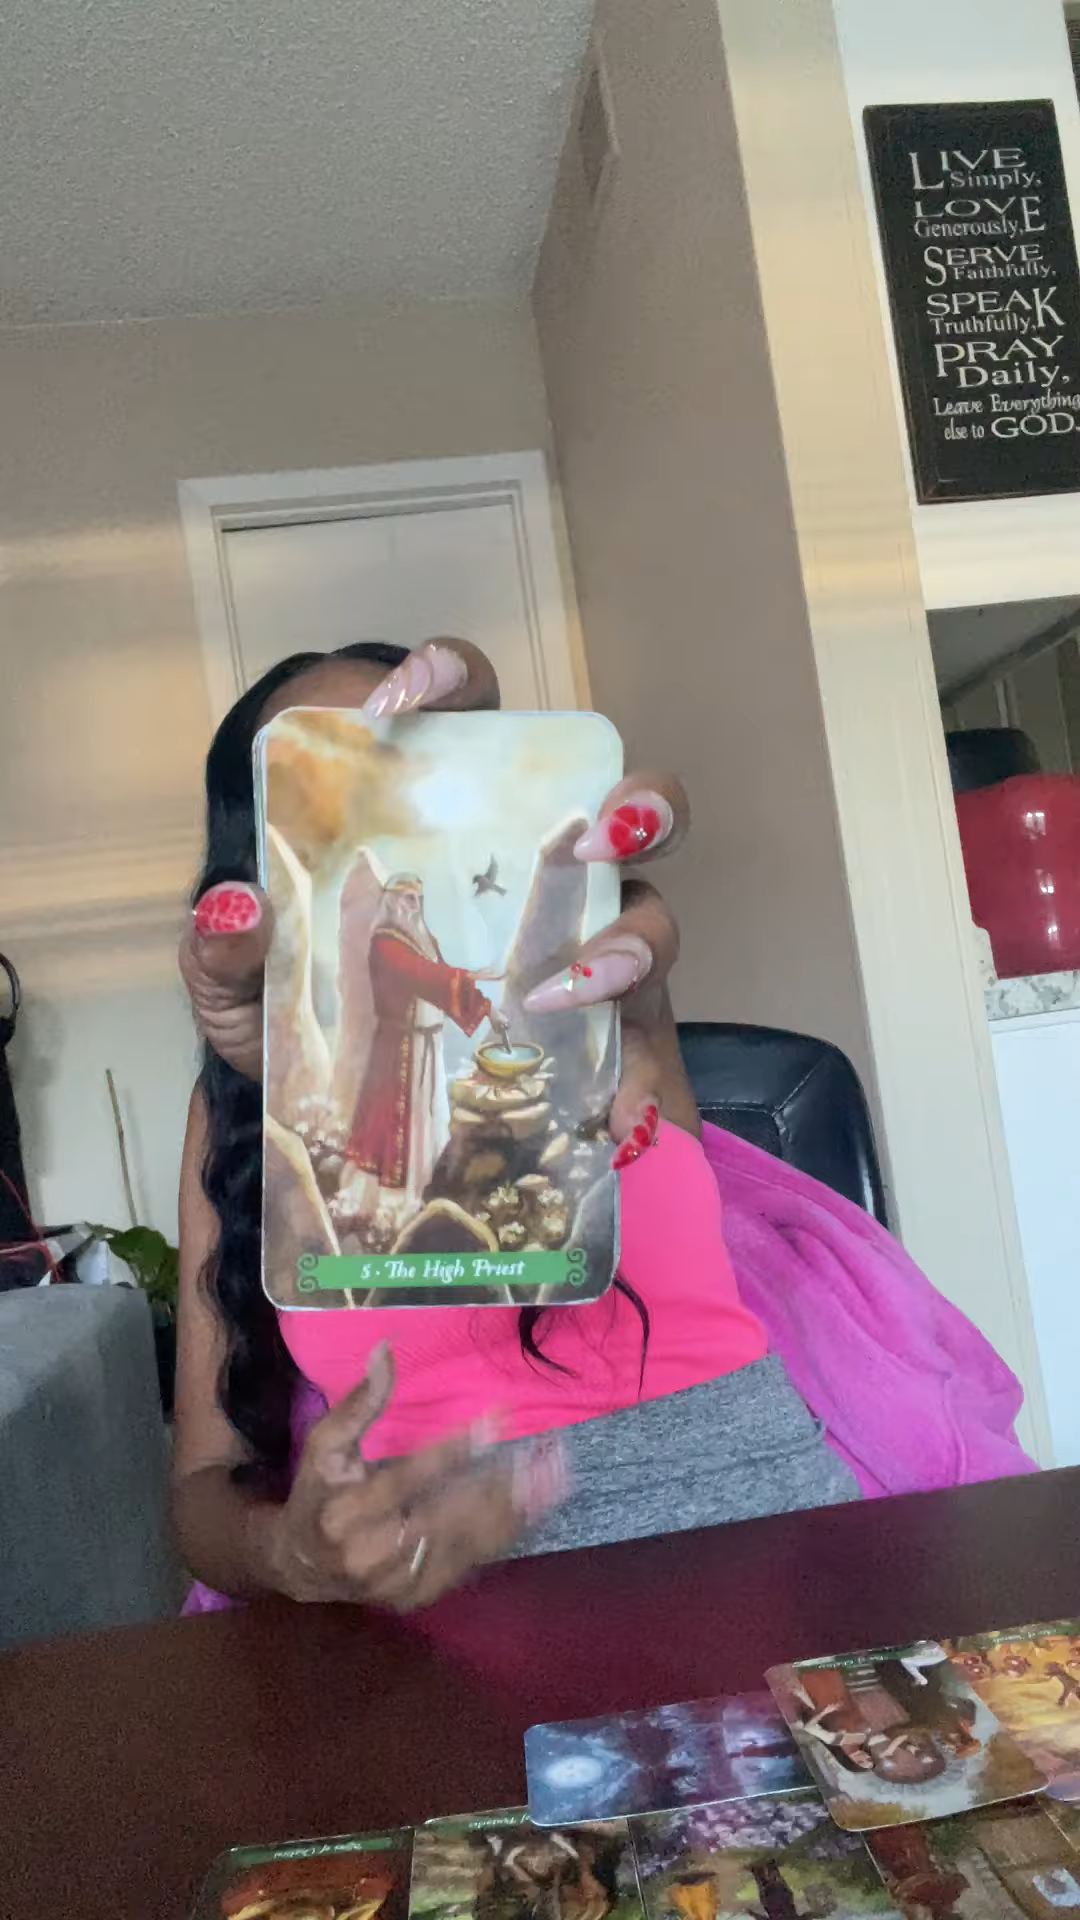 LIVE
Simply,
LOVE
Generously,
SERVE
Faithfully,
SPEAK
Truthfully,
PRAY
Daily,
Leave Everything
else to GOD.
5 · The High Priest